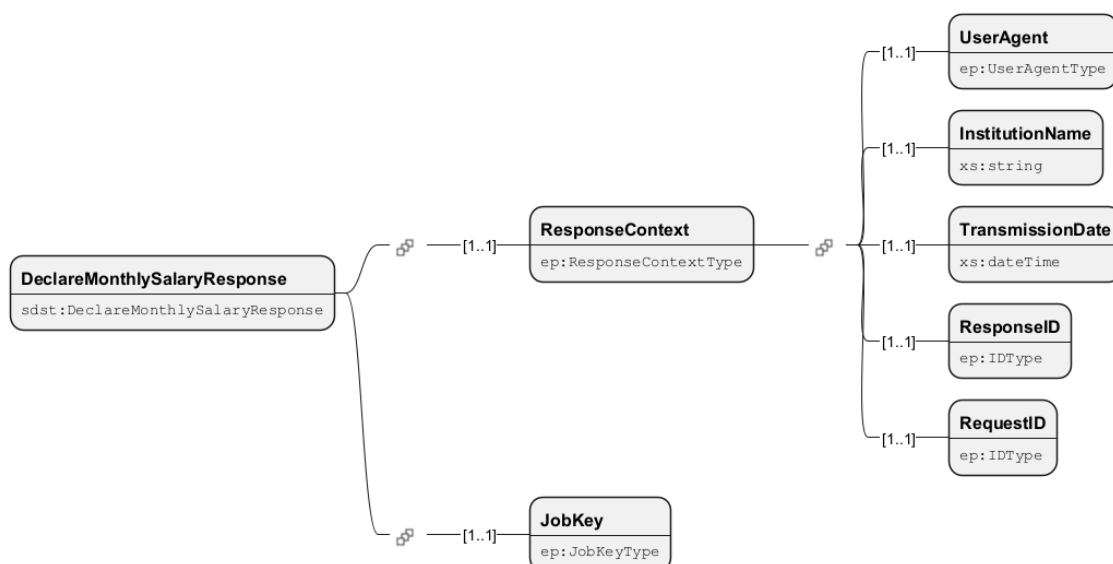 UserAgent
ep:UserAgentType
[1..1]
InstitutionName
xs:string
[1..1]
DeclareMonthlySalaryResponse
sdst:DeclareMonthlySalaryResponse
[1..1]
ResponseContext
ep:ResponseContextType
[1..1]
TransmissionDate
xs:dateTime
[1..1]
ResponseID
ep:IDType
[1..1]
RequestID
ep:IDType
[1..1]
JobKey
ep:JobKeyType